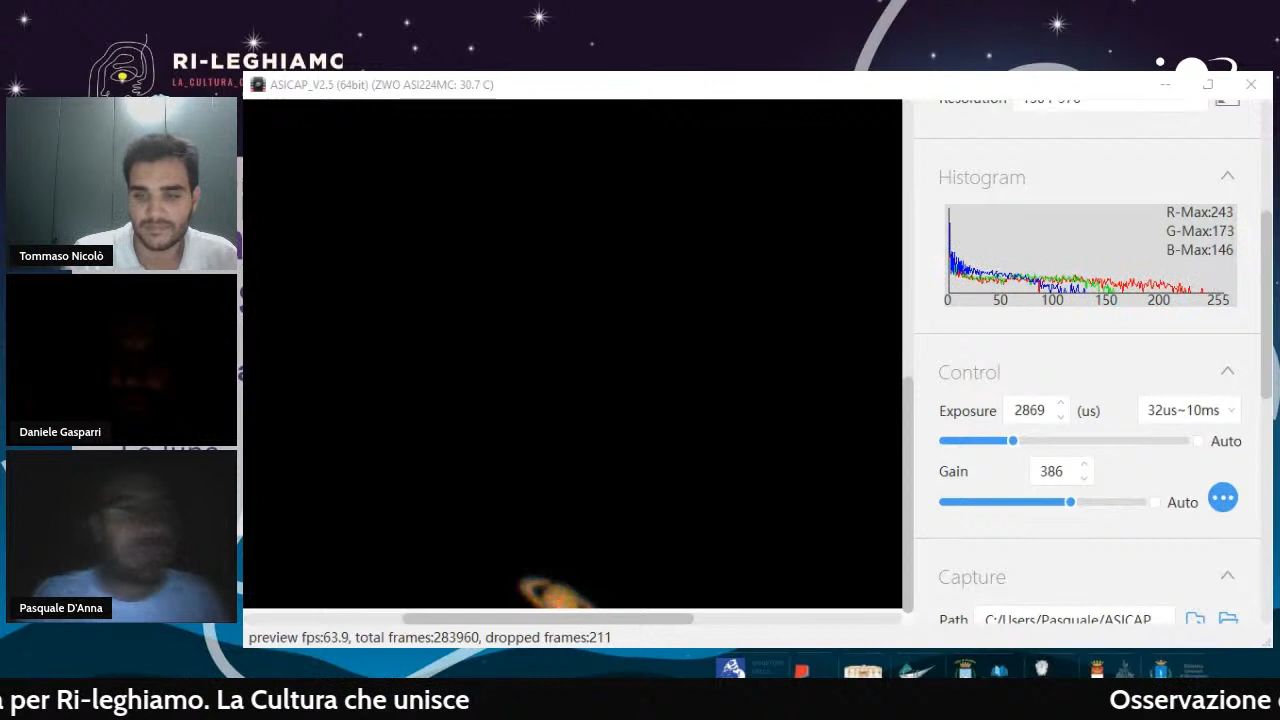 RI-LEGHIAMO
LA_CULTURA_
ASICAP_V2.5 (64bit) (ZWO ASI224MC: 30.7 C)
Tommaso Nicolò
Daniele Gasparri
Pasquale D'Anna
Resolution
Histogram
R-Max:243
G-Max:173
B-Max:146
0 50 100 150 200 255
Control
Exposure 2869 (us) 32us~10ms
Auto
Gain 386
Auto
Capture
Path C:/Users/Pasquale/ASICAP
preview fps:63.9, total frames:283960, dropped frames:211
a per Ri-leghiamo. La Cultura che unisce Osservazione